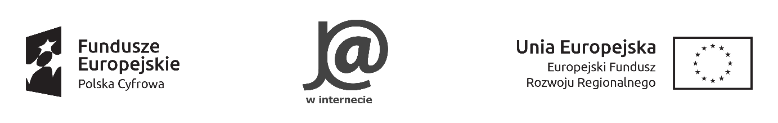 Fundusze
Europejskie
Polska Cyfrowa
J@
w internecie
Unia Europejska
Europejski Fundusz
Rozwoju Regionalnego